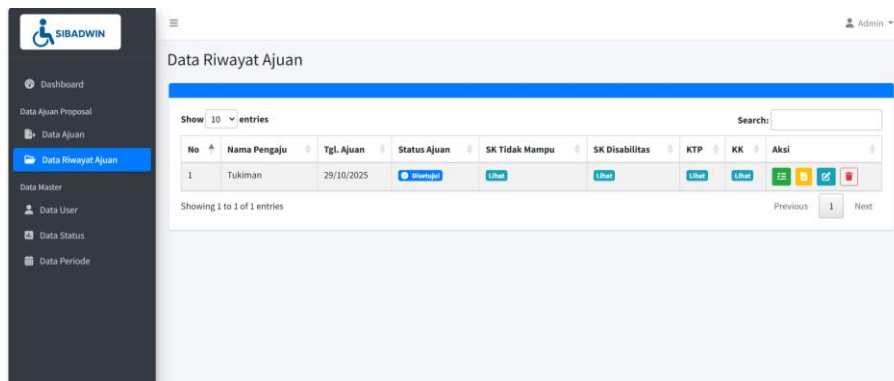 SIBADWIN
Admin
Data Riwayat Ajuan
Dashboard
Data Ajuan Proposal
Data Ajuan
Data Riwayat Ajuan
Data Master
Data User
Data Status
Data Periode
Show 10 entries
Search:
No Nama Pengaju Tgl. Ajuan Status Ajuan SK Tidak Mampu SK Disabilitas KTP KK Aksi
1 Tukiman 29/10/2025 Disetujui Lihat Lihat Lihat Lihat
Showing 1 to 1 of 1 entries
Previous 1 Next